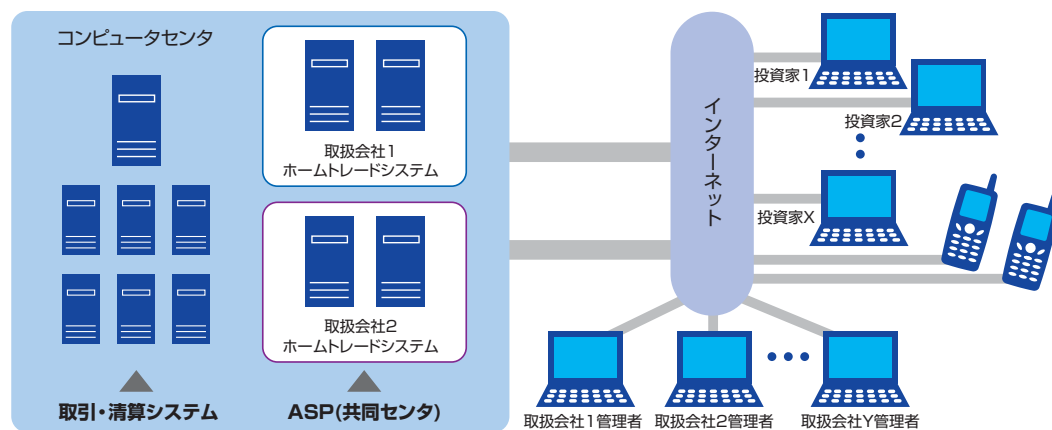 コンピュータセンタ
取扱会社1
ホームトレードシステム
取扱会社2
ホームトレードシステム
取引・清算システム
ASP(共同センタ)
インターネット
投資家1
投資家2
投資家X
取扱会社1管理者
取扱会社2管理者
取扱会社Y管理者